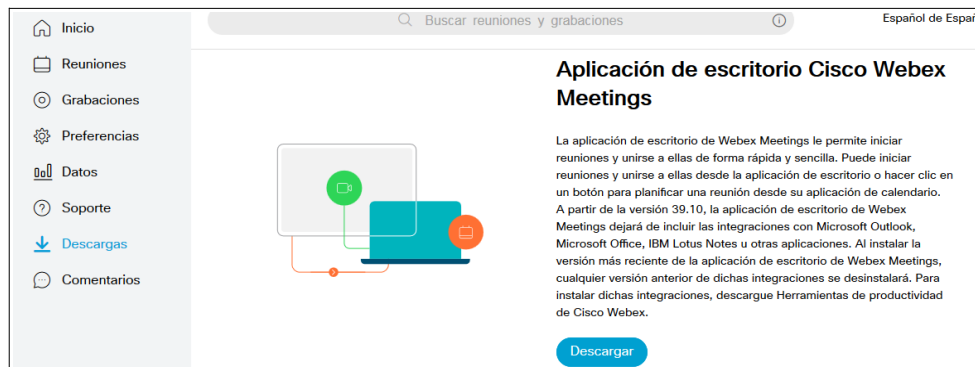 Inicio
Buscar reuniones y grabaciones
Español de Españ
Reuniones
Grabaciones
Preferencias
Datos
Soporte
Descargas
Comentarios
Aplicación de escritorio Cisco Webex
Meetings
La aplicación de escritorio de Webex Meetings le permite iniciar
reuniones y unirse a ellas de forma rápida y sencilla. Puede iniciar
reuniones y unirse a ellas desde la aplicación de escritorio o hacer clic en
un botón para planificar una reunión desde su aplicación de calendario.
A partir de la versión 39.10, la aplicación de escritorio de Webex
Meetings dejará de incluir las integraciones con Microsoft Outlook,
Microsoft Office, IBM Lotus Notes u otras aplicaciones. Al instalar la
versión más reciente de la aplicación de escritorio de Webex Meetings,
cualquier versión anterior de dichas integraciones se desinstalará. Para
instalar dichas integraciones, descargue Herramientas de productividad
de Cisco Webex.
Descargar